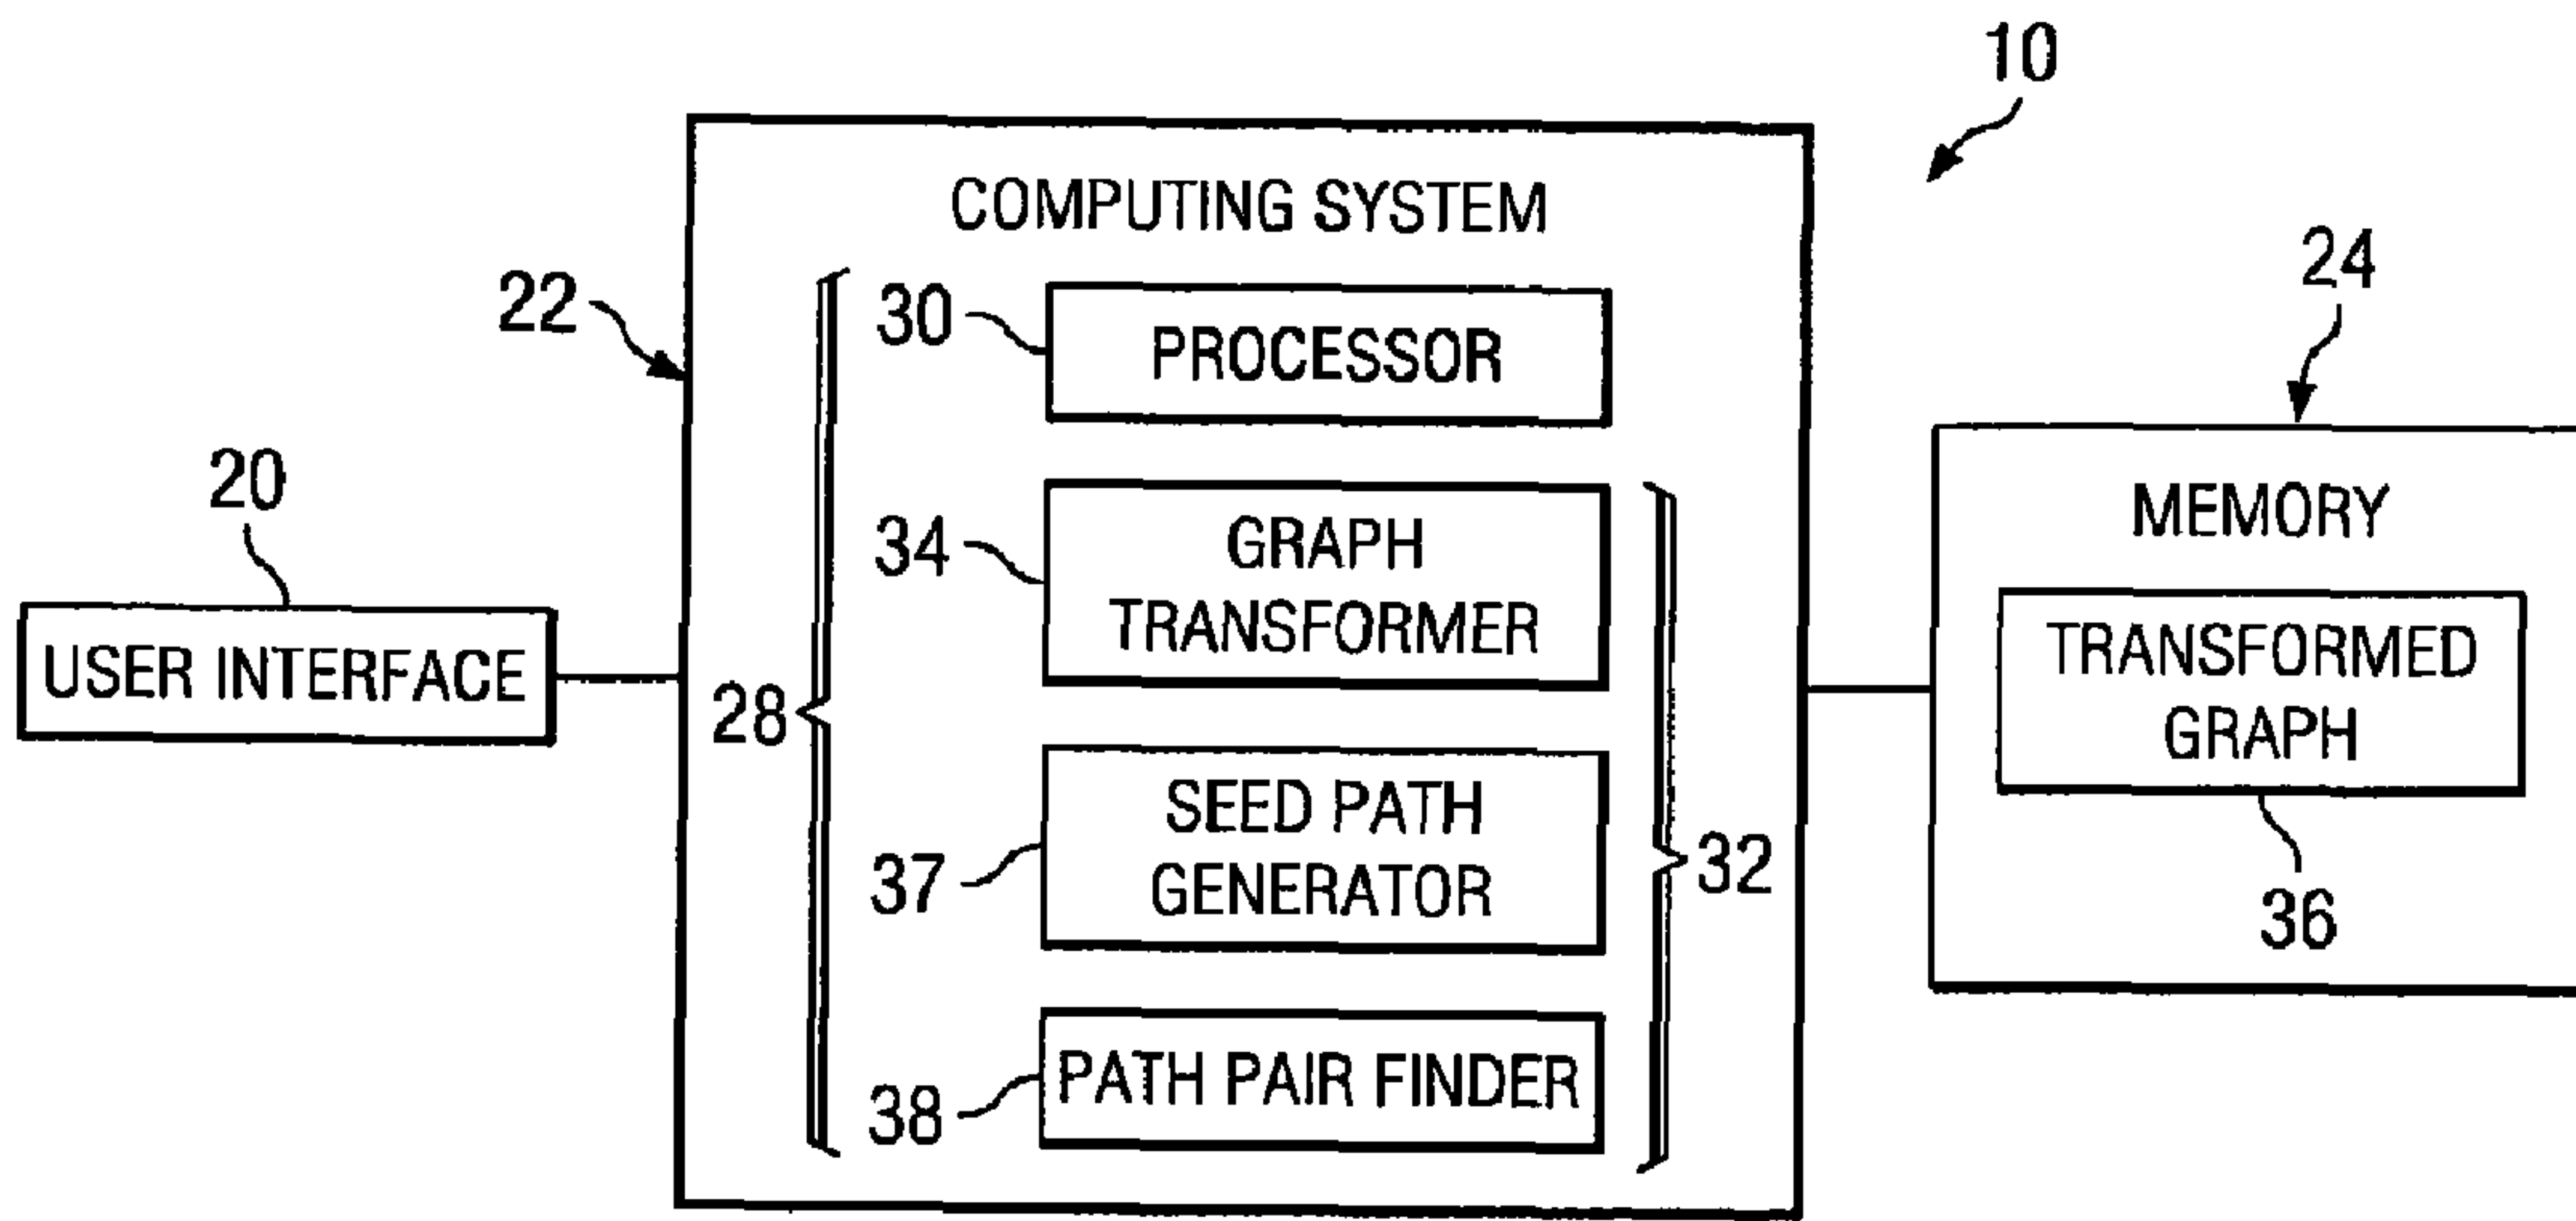 10
COMPUTING SYSTEM
22
24
30
PROCESSOR
20
34
GRAPH
TRANSFORMER
MEMORY
USER INTERFACE
28
TRANSFORMED
GRAPH
37
SEED PATH
GENERATOR
32
36
38
PATH PAIR FINDER